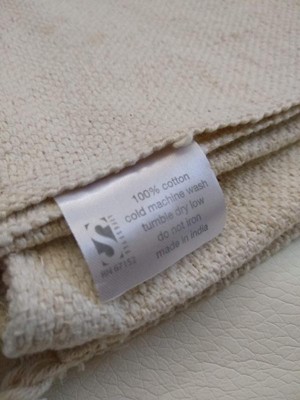 100% cotton
cold machine wash
tumble dry low
do not iron
made in india